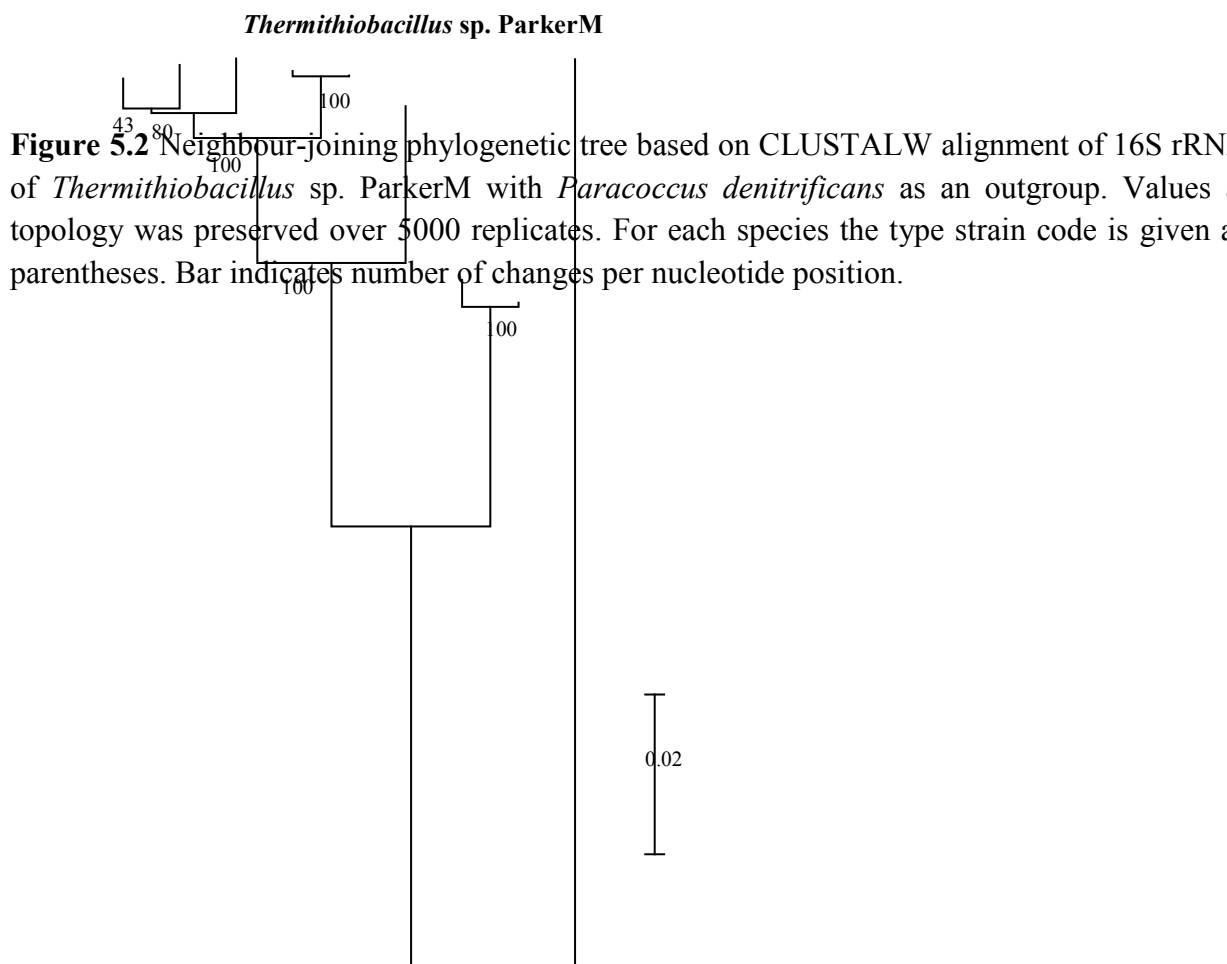 Thermithiobacillus sp. ParkerM
100
43
80
Figure 5.2 Neighbour-joining phylogenetic tree based on CLUSTALW alignment of 16S rRN
100
of Thermithiobacillus sp. ParkerM with Paracoccus denitrificans as an outgroup. Values
topology was preserved over 5000 replicates. For each species the type strain code is given a
parentheses. Bar indicates number of changes per nucleotide position.
100
100
0.02